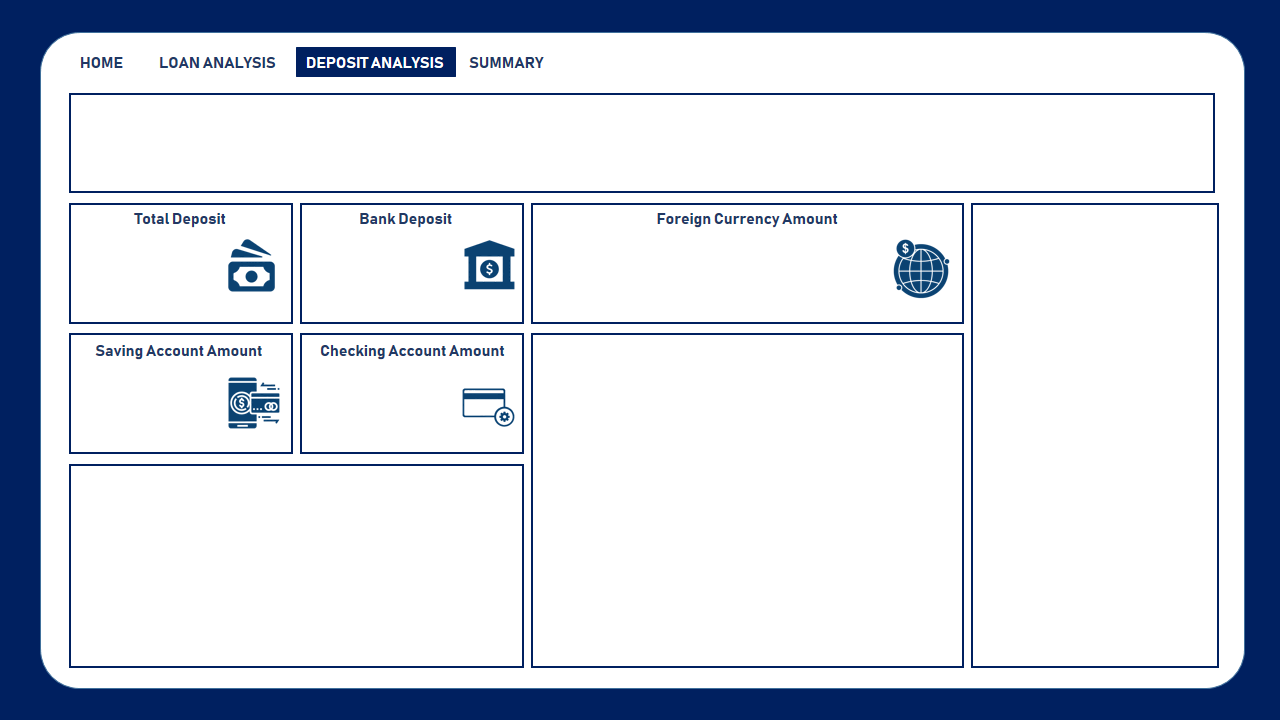 HOME LOAN ANALYSIS DEPOSIT ANALYSIS SUMMARY
Total Deposit
Bank Deposit
Foreign Currency Amount
$
$
Saving Account Amount
Checking Account Amount
$